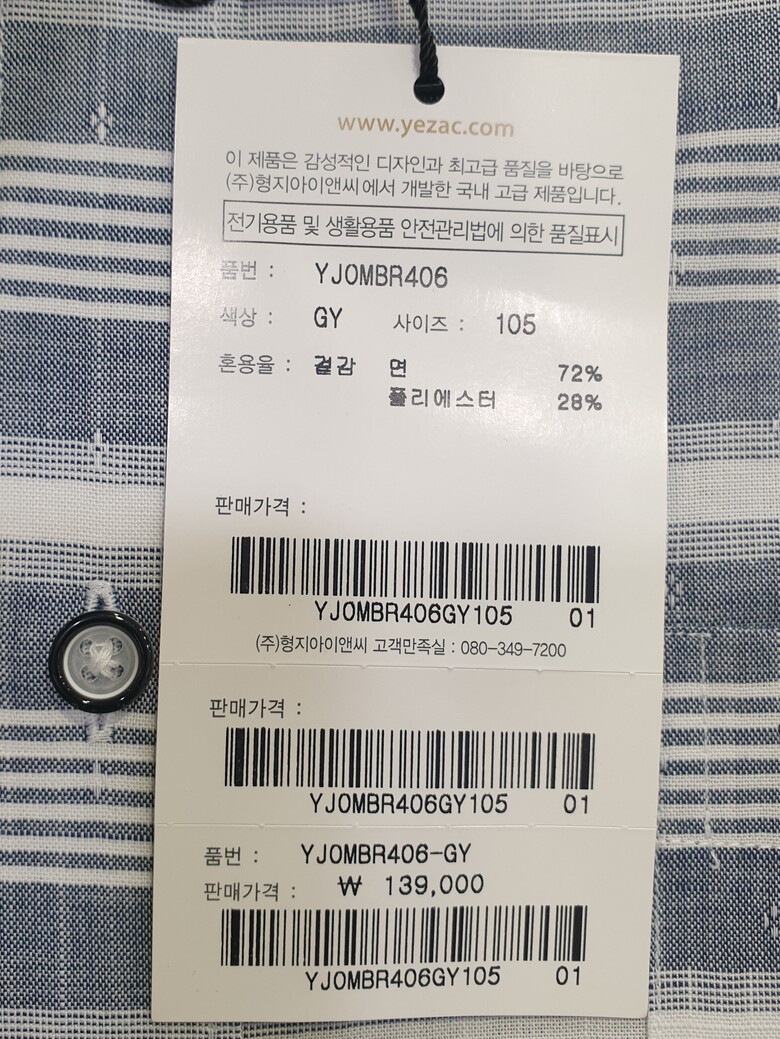 www.yezac.com
이 제품은 감성적인 디자인과 최고급 품질을 바탕으로
(주)형지아이앤씨에서 개발한 국내 고급 제품입니다.
전기용품 및 생활용품 안전관리법에 의한 품질표시
품번 : YJ0MBR406
색상 : GY 사이즈 : 105
혼용율 : 겉감 면 72%
폴리에스터 28%
판매가격 :
YJ0MBR406GY105 01
(주)형지아이앤씨 고객만족실 : 080-349-7200
판매가격 :
YJ0MBR406GY105 01
품번 : YJ0MBR406-GY
판매가격 : ₩ 139,000
YJ0MBR406GY105 01